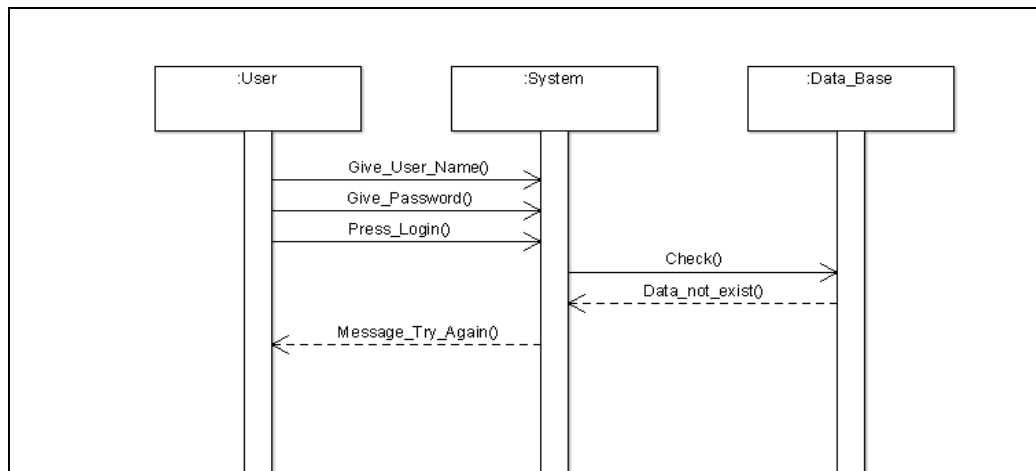 :User
:System
:Data_Base
Give_User_Name()
Give_Password()
Press_Login()
Check()
Data_not_exist()
Message_Try_Again()